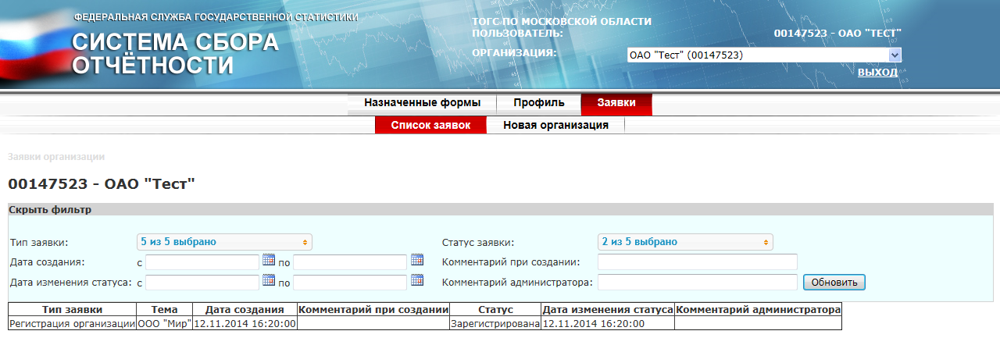 ФЕДЕРАЛЬНАЯ СЛУЖБА ГОСУДАРСТВЕННОЙ СТАТИСТИКИ
СИСТЕМА СБОРА
ОТЧЁТНОСТИ
ТОГС ПО МОСКОВСКОЙ ОБЛАСТИ
ПОЛЬЗОВАТЕЛЬ: 00147523 - ОАО "ТЕСТ"
ОРГАНИЗАЦИЯ: ОАО "Тест" (00147523)
ВЫХОД
Назначенные формы Профиль Заявки
Список заявок Новая организация
Заявки организации
00147523 - ОАО "Тест"
Скрыть фильтр
Тип заявки: 5 из 5 выбрано Статус заявки: 2 из 5 выбрано
Дата создания: с по Комментарий при создании:
Дата изменения статуса: с по Комментарий администратора: Обновить
Тип заявки Тема Дата создания Комментарий при создании Статус Дата изменения статуса Комментарий администратора
Регистрация организации ООО "Мир" 12.11.2014 16:20:00 Зарегистрирована 12.11.2014 16:20:00